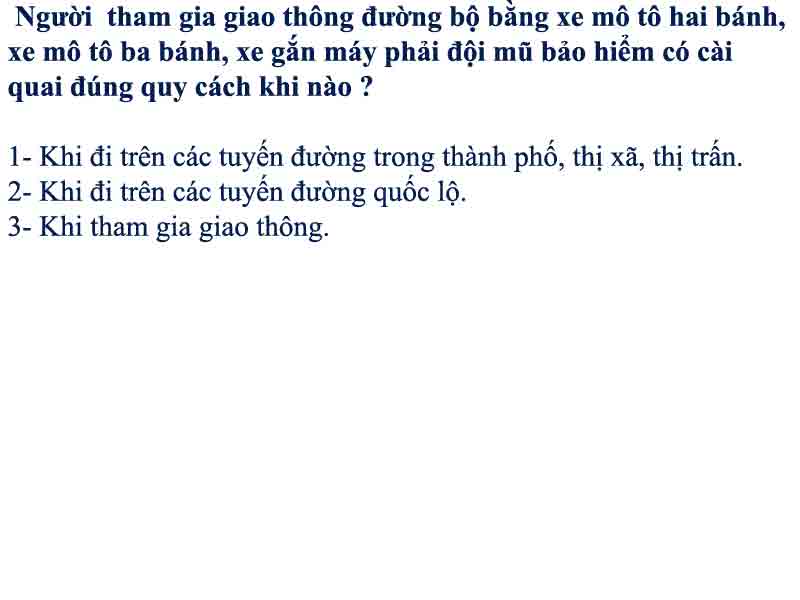 Người tham gia giao thông đường bộ bằng xe mô tô hai bánh,
xe mô tô ba bánh, xe gắn máy phải đội mũ bảo hiểm có cài
quai đúng quy cách khi nào ?
1- Khi đi trên các tuyến đường trong thành phố, thị xã, thị trấn.
2- Khi đi trên các tuyến đường quốc lộ.
3- Khi tham gia giao thông.